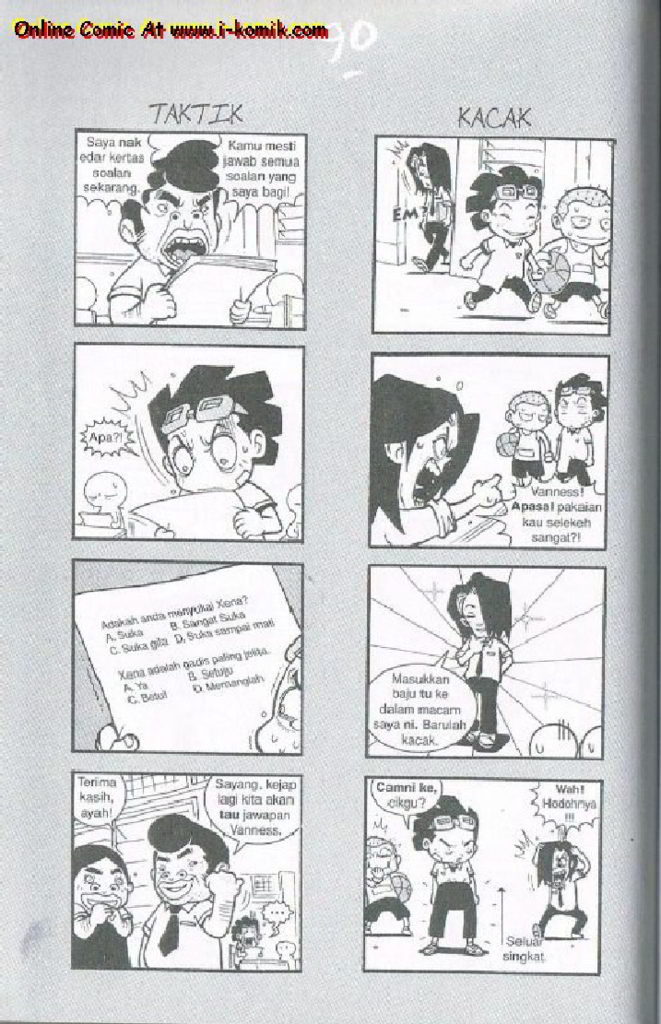 Online Comic At www.i-komik.com
90
TAKTIK
Saya nak
edar kertas
soalan
sekarang.
Kamu mesti
jawab semua
soalan yang
saya bagi!
Apa?!
Adakah anda menyukai Xena?
A. Suka B. Sangat Suka
C. Suka gila D. Suka sampai mati
Xena adalah gadis paling jelita.
A. Ya B. Setuju
C. Betul D. Memanglah
Terima
kasih,
ayah!
Sayang, kejap
lagi kita akan
tau jawapan
Vanness.
...
KACAK
EM?
Vanness!
Apasal pakaian
kau selekeh
sangat?!
Masukkan
baju tu ke
dalam macam
saya ni. Barulah
kacak.
Camni ke,
cikgu?
Wah!
Hodohnya
!!!
Seluar
singkat.